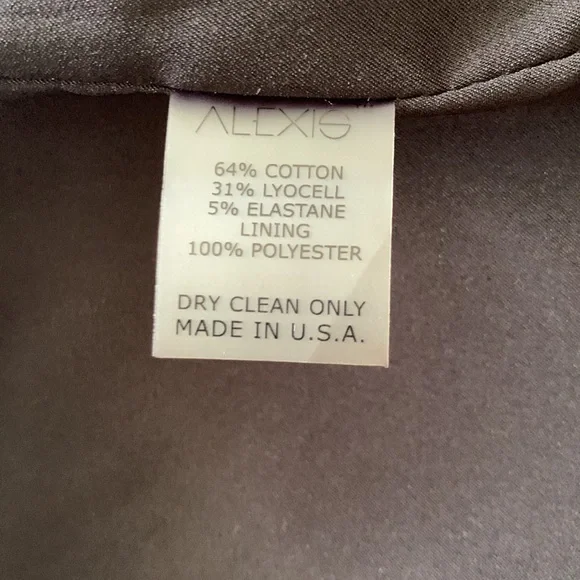 ALEXIS
64% COTTON
31% LYOCELL
5% ELASTANE
LINING
100% POLYESTER
DRY CLEAN ONLY
MADE IN U.S.A.